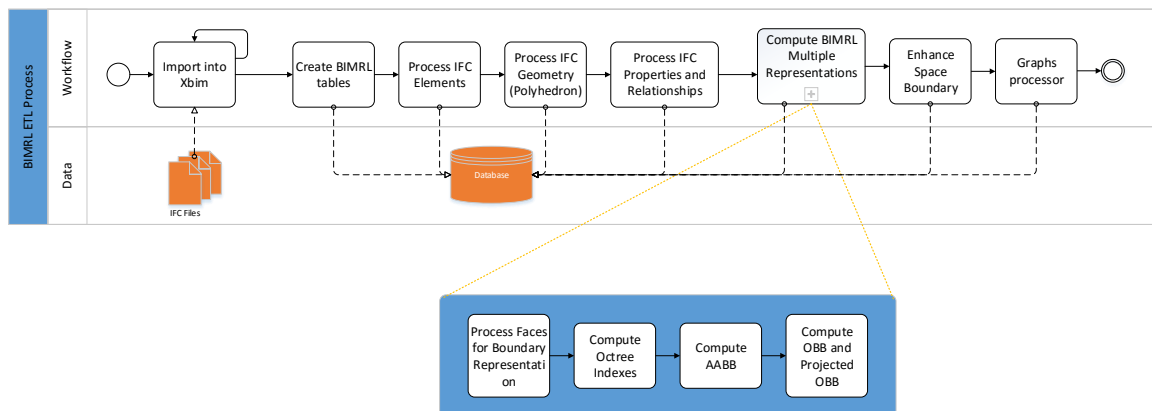 BIMRL ETL Process
Workflow
Import into
Xbim
Create BIMRL
tables
Process IFC
Elements
Process IFC
Geometry
(Polyhedron)
Process IFC
Properties and
Relationships
Compute BIMRL
Multiple
Representations
Enhance
Space
Boundary
Graphs
processor
Data
IFC Files
Database
Process Faces
for Boundary
Representati
on
Compute
Octree
Indexes
Compute
AABB
Compute
OBB and
Projected
OBB